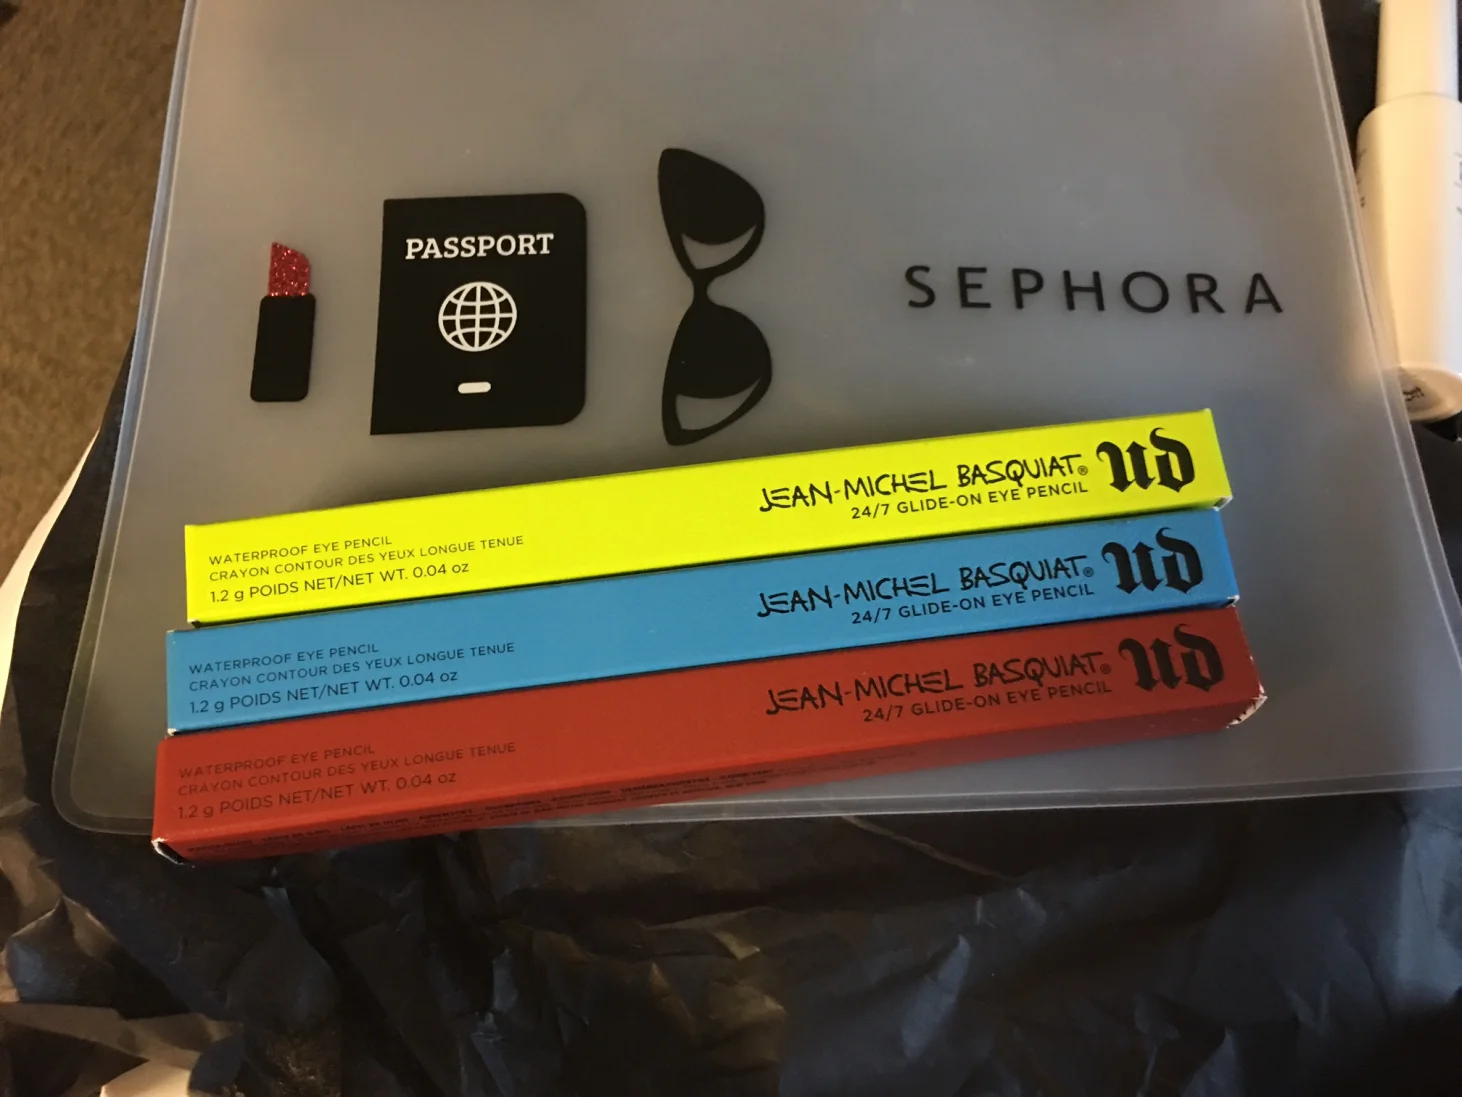 PASSPORT
SEPHORA
JEAN-MICHEL BASQUIAT® ud
24/7 GLIDE-ON EYE PENCIL
WATERPROOF EYE PENCIL
CRAYON CONTOUR DES YEUX LONGUE TENUE
1.2 g POIDS NET/NET WT. 0.04 oz
JEAN-MICHEL BASQUIAT® ud
24/7 GLIDE-ON EYE PENCIL
WATERPROOF EYE PENCIL
CRAYON CONTOUR DES YEUX LONGUE TENUE
1.2 g POIDS NET/NET WT. 0.04 oz
JEAN-MICHEL BASQUIAT® ud
24/7 GLIDE-ON EYE PENCIL
WATERPROOF EYE PENCIL
CRAYON CONTOUR DES YEUX LONGUE TENUE
1.2 g POIDS NET/NET WT. 0.04 oz